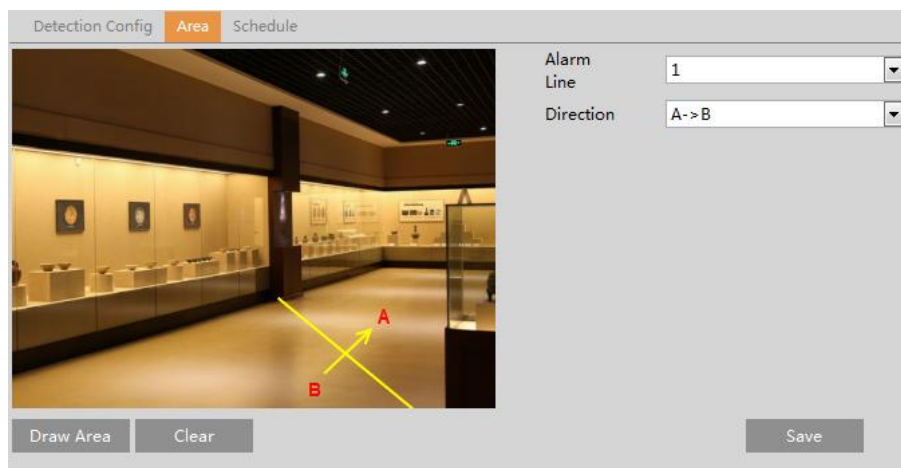 Detection Config Area Schedule
Alarm
Line
1
Direction
A->B
A
B
Draw Area Clear Save